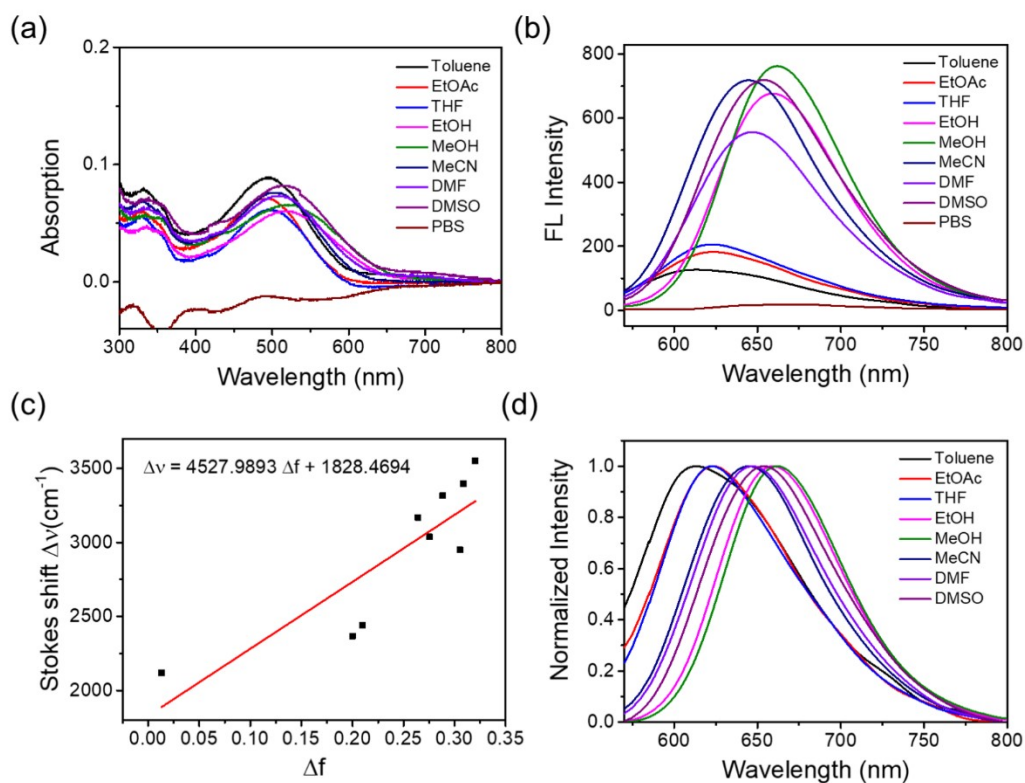 (a)
0.2
0.1
0.0
Absorption
300 400 500 600 700 800
Wavelength (nm)
Toluene
EtOAc
THF
EtOH
MeOH
MeCN
DMF
DMSO
PBS
(b)
800
600
400
200
0
FL Intensity
600 650 700 750 800
Wavelength (nm)
Toluene
EtOAc
THF
EtOH
MeOH
MeCN
DMF
DMSO
PBS
(c)
3500
3000
2500
2000
Stokes shift Δν(cm⁻¹)
Δν = 4527.9893 Δf + 1828.4694
0.00 0.05 0.10 0.15 0.20 0.25 0.30 0.35
Δf
(d)
1.0
0.8
0.6
0.4
0.2
0.0
Normalized Intensity
600 650 700 750 800
Wavelength (nm)
Toluene
EtOAc
THF
EtOH
MeOH
MeCN
DMF
DMSO